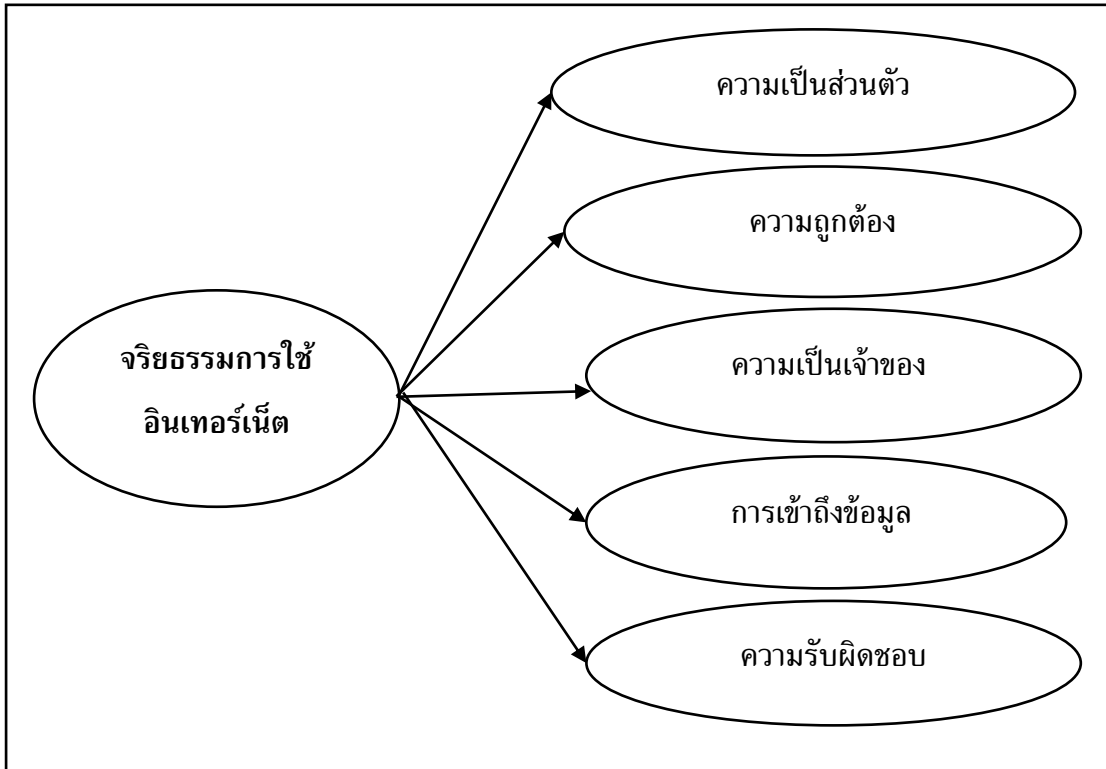 ความเป็นส่วนตัว
ความถูกต้อง
จริยธรรมการใช้
อินเทอร์เน็ต
ความเป็นเจ้าของ
การเข้าถึงข้อมูล
ความรับผิดชอบ